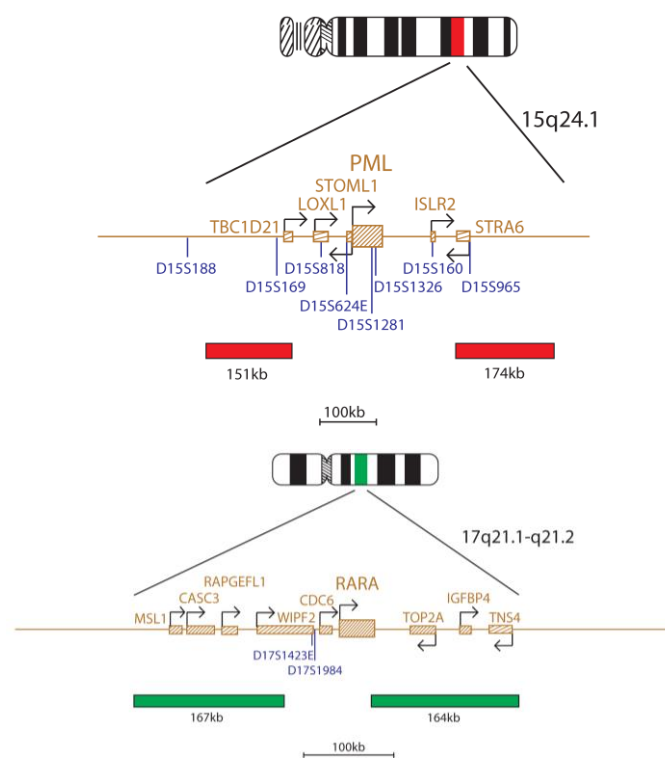 15q24.1
PML
STOML1
LOXL1
ISLR2
TBC1D21
STRA6
D15S188
D15S818
D15S160
D15S169
D15S1326
D15S965
D15S624E
D15S1281
151kb
174kb
100kb
17q21.1-q21.2
RAPGEFL1
RARA
CASC3
CDC6
IGFBP4
MSL1
WIPF2
TOP2A
TNS4
D17S1423E
D17S1984
167kb
164kb
100kb